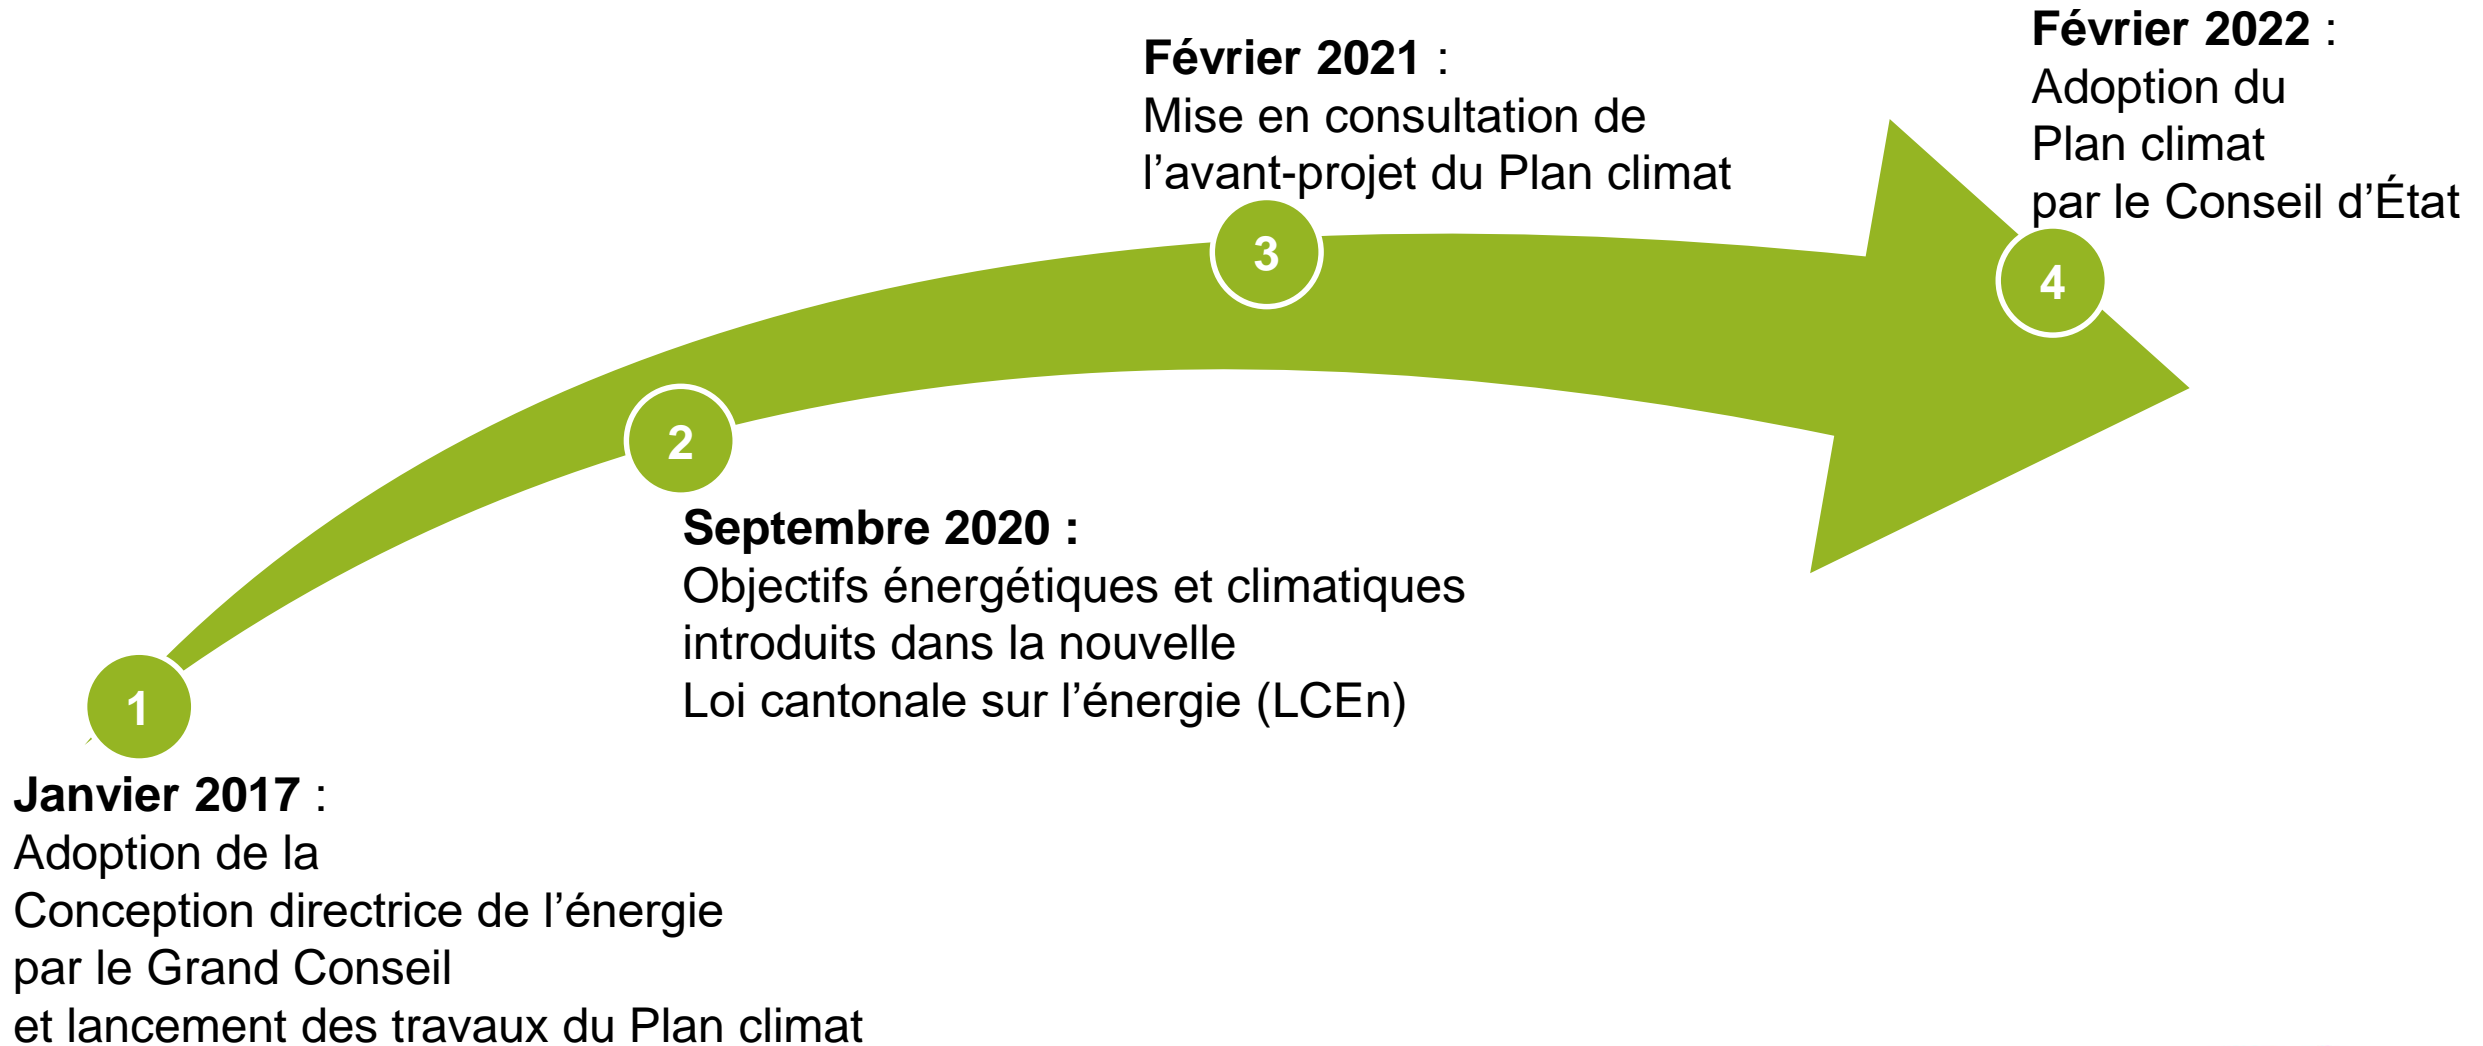 1
Janvier 2017 :
Adoption de la
Conception directrice de l’énergie
par le Grand Conseil
et lancement des travaux du Plan climat
2
Septembre 2020 :
Objectifs énergétiques et climatiques
introduits dans la nouvelle
Loi cantonale sur l’énergie (LCEn)
Février 2021 :
Mise en consultation de
l’avant-projet du Plan climat
3
Février 2022 :
Adoption du
Plan climat
par le Conseil d’État
4